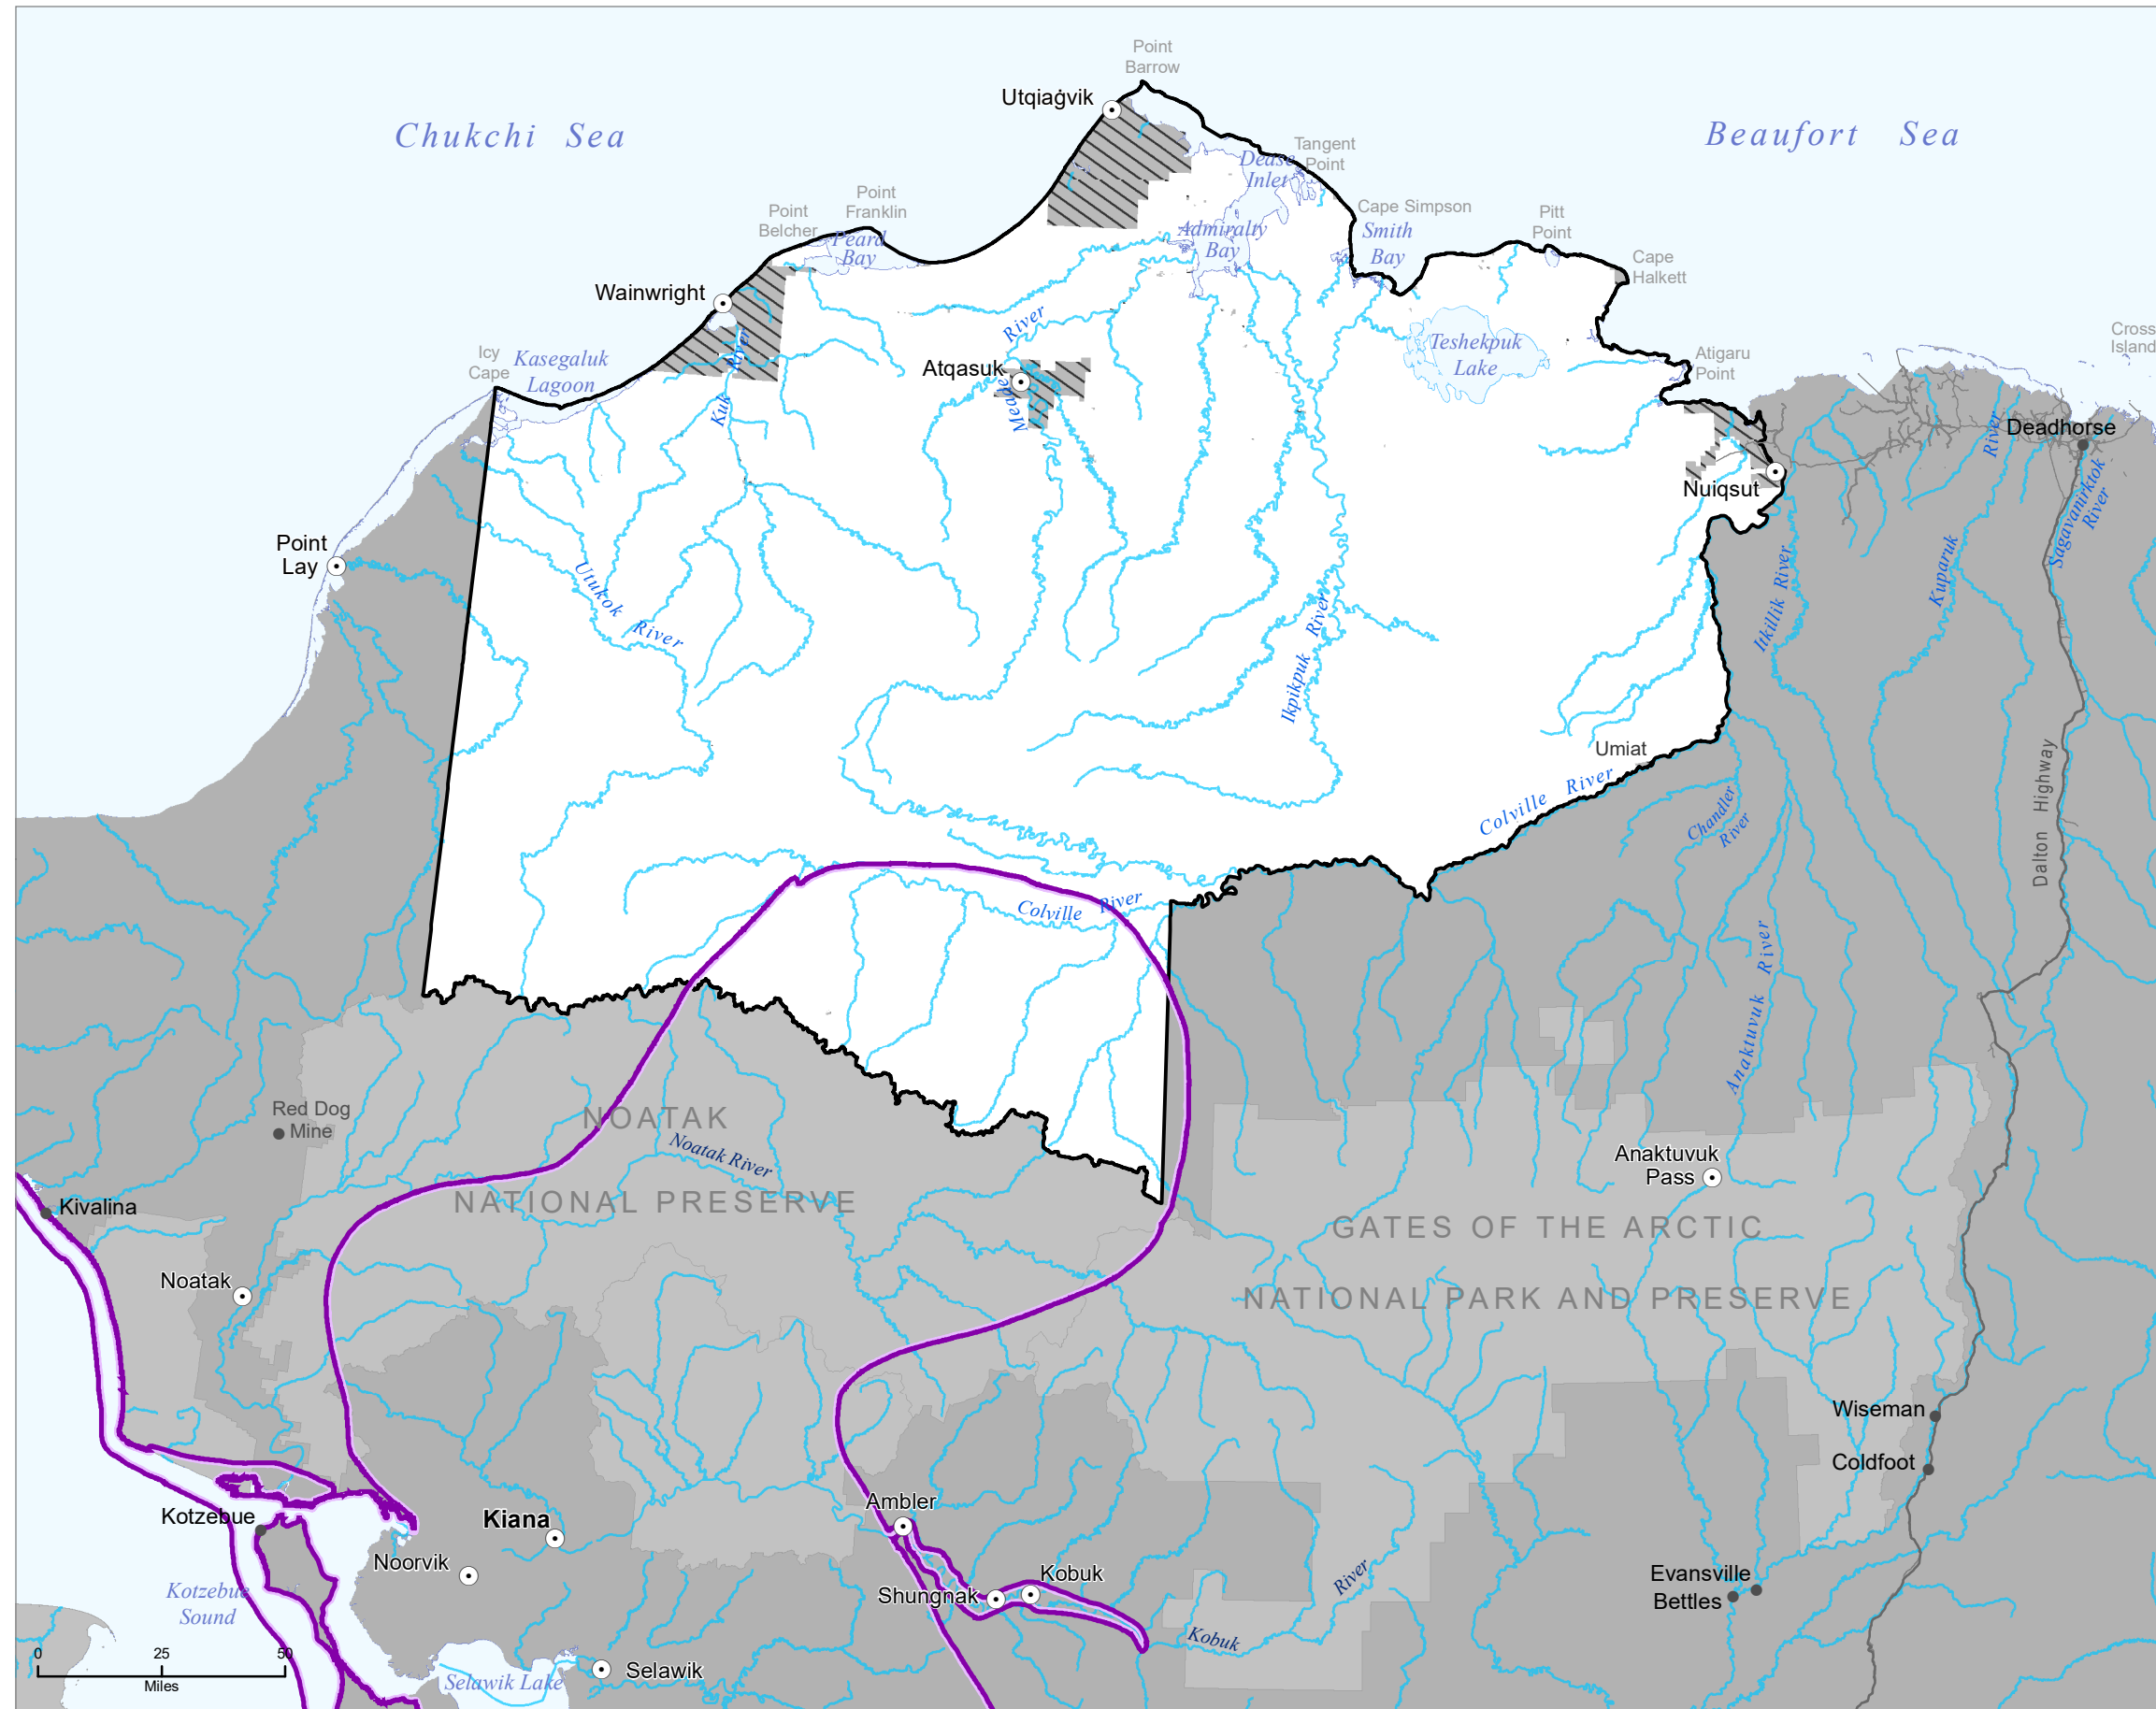 Point
Barrow
Utqiaġvik
Chukchi Sea
Beaufort Sea
Tangent
Point
Dease
Inlet
Point
Franklin
Point
Belcher
Peard
Bay
Cape Simpson
Smith
Bay
Pitt
Point
Admiralty
Bay
Cape
Halkett
Wainwright
River
Kuk
River
Meade
Atqasuk
Teshekpuk
Lake
Icy
Cape
Kasegaluk
Lagoon
Atigaru
Point
Cross
Island
Deadhorse
River
Kuparuk
Sagavanirktok
River
Nuiqsut
Point
Lay
Utukok
River
Itkillik River
River
Ikpikpuk
Umiat
Colville River
Chandler
River
Dalton Highway
Colville River
Anaktuvuk River
Red Dog
Mine
NOATAK
Noatak River
NATIONAL PRESERVE
Anaktuvuk
Pass
Kivalina
GATES OF THE ARCTIC
NATIONAL PARK AND PRESERVE
Noatak
Wiseman
Coldfoot
Ambler
Kotzebue
Kiana
Noorvik
Kobuk
Shungnak
Evansville
Bettles
River
Kobuk
Kotzebue
Sound
Selawik
Selawik Lake
0 25 50
Miles